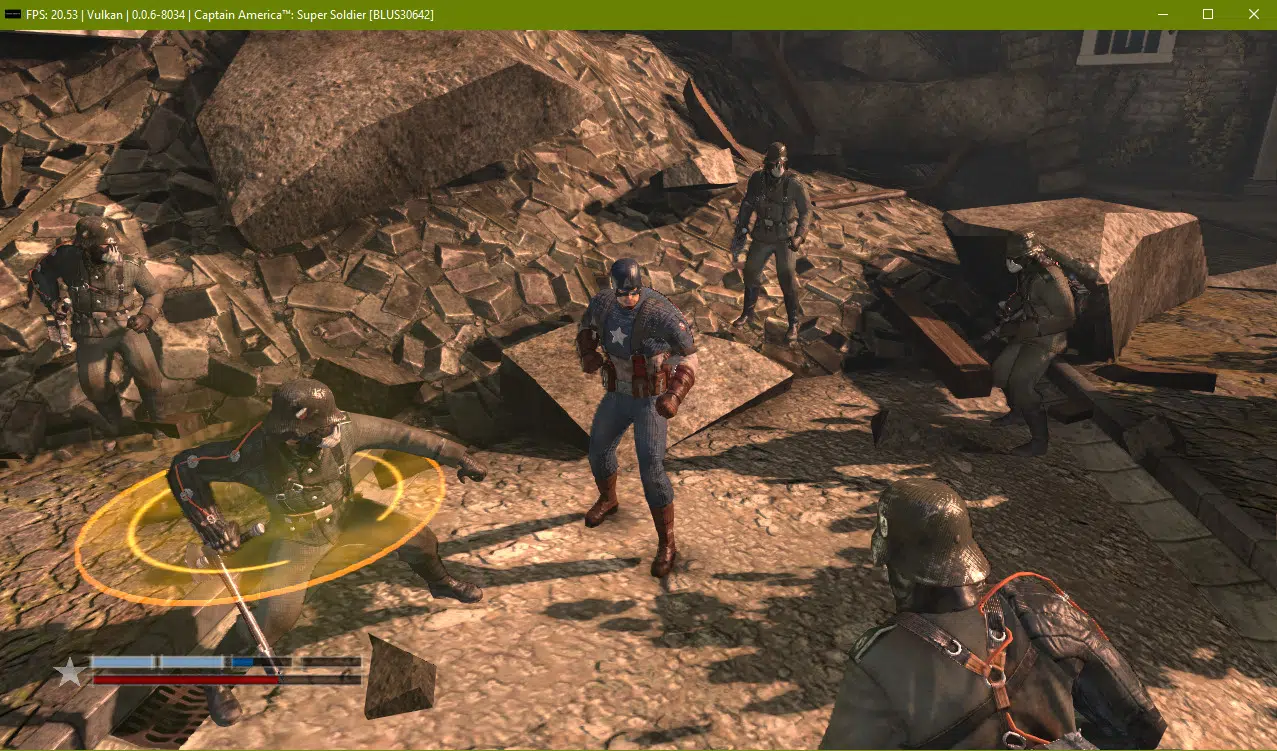 FPS: 20.53 | Vulkan | 0.0.6-8034 | Captain America™: Super Soldier [BLUS30642]